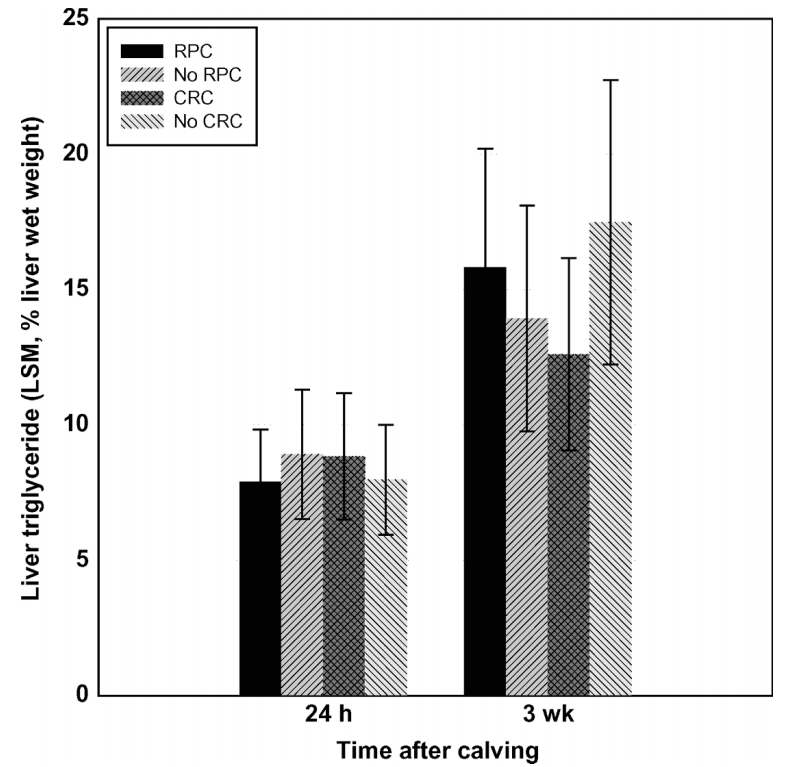 25
20
15
10
5
0
RPC
No RPC
CRC
No CRC
Liver triglyceride (LSM, % liver wet weight)
24 h
3 wk
Time after calving